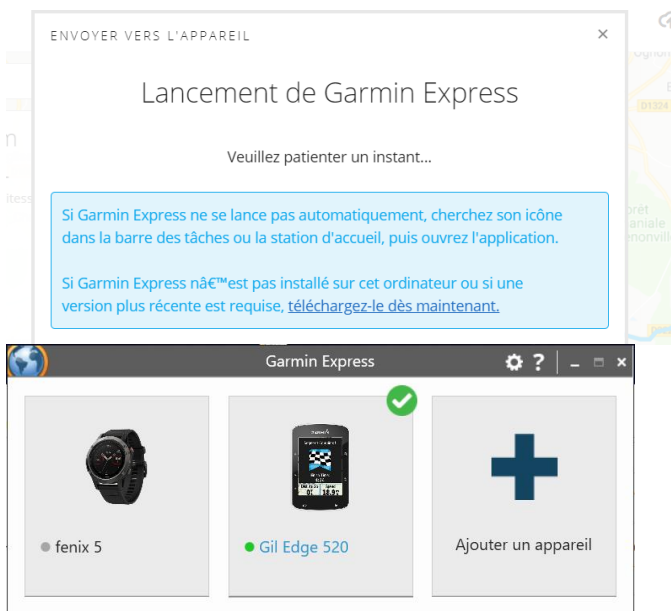 ENVOYER VERS L'APPAREIL
×
Lancement de Garmin Express
Veuillez patienter un instant...
Si Garmin Express ne se lance pas automatiquement, cherchez son icône
dans la barre des tâches ou la station d'accueil, puis ouvrez l'application.
Si Garmin Express nâ€™est pas installé sur cet ordinateur ou si une
version plus récente est requise, téléchargez-le dès maintenant.
D1324
Garmin Express
?
fenix 5
Gil Edge 520
Ajouter un appareil